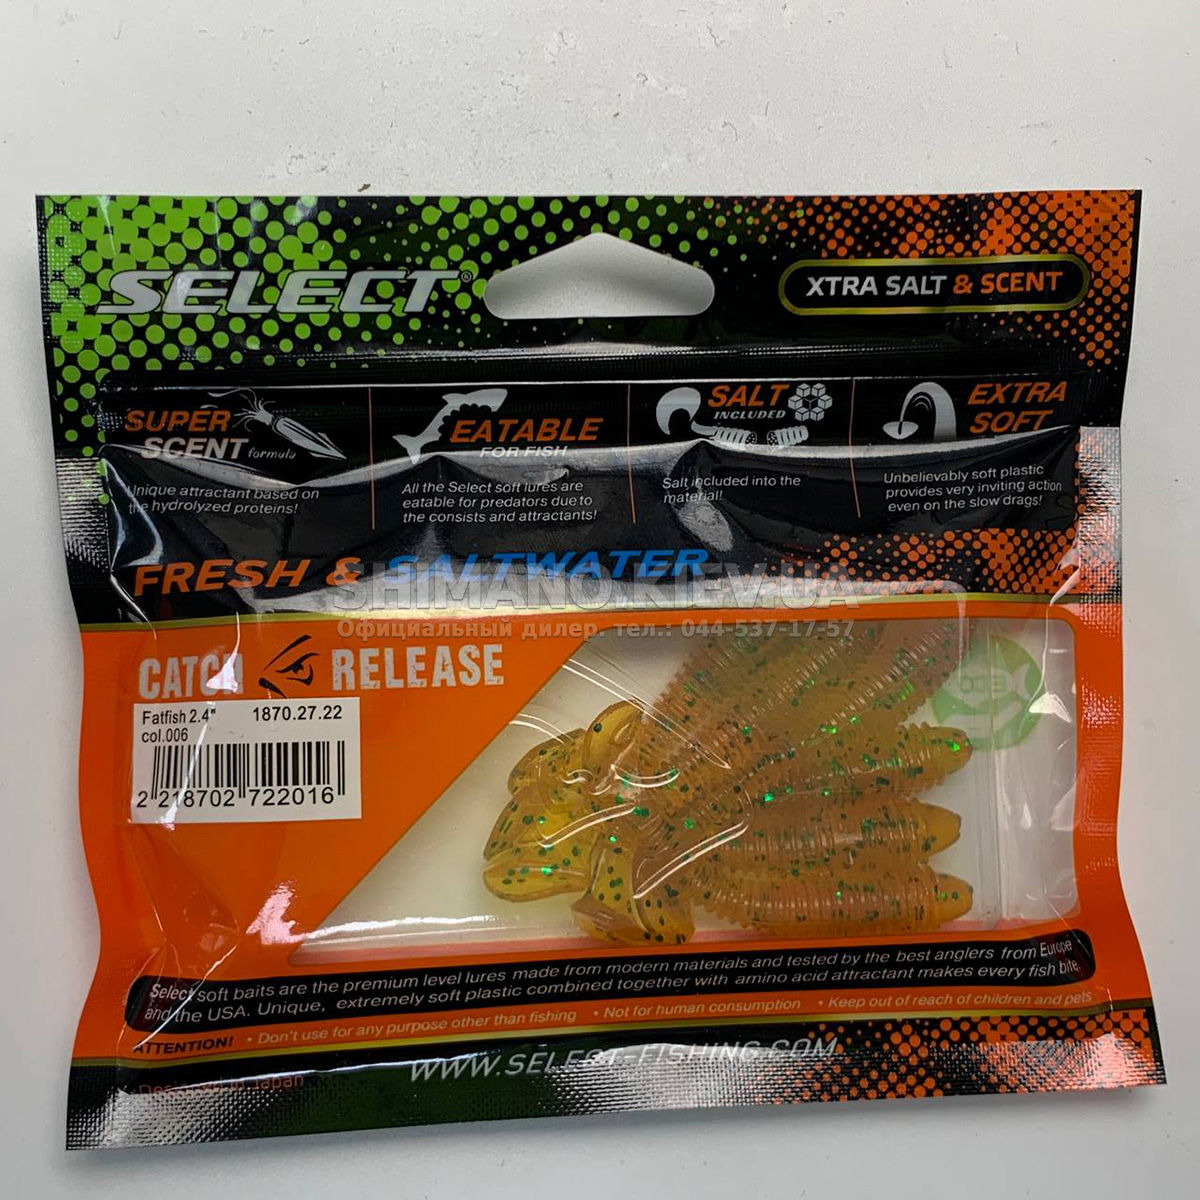 SELECT®
XTRA SALT & SCENT
SUPER
SCENT formula
Unique attractant based on
the hydrolyzed proteins!
EATABLE
FOR FISH
All the Select soft lures are
eatable for predators due to
the consists and attractants!
SALT
INCLUDED
Salt included into the
material!
EXTRA
SOFT
Unbelievably soft plastic
provides very inviting action
even on the slow drags!
FRESH & SALTWATER
SHIMANO.KIEV.UA
Официальный дилер. тел.: 044-537-17-57
CATCH RELEASE
Fatfish 2.4" 1870.27.22
col.006
2 218702 722016
Select soft baits are the premium level lures made from modern materials and tested by the best anglers from Europe
and the USA. Unique, extremely soft plastic combined together with amino acid attractant makes every fish bite.
ATTENTION! • Don't use for any purpose other than fishing • Not for human consumption • Keep out of reach of children and pets
WWW.SELECT-FISHING.COM
Designed in Japan